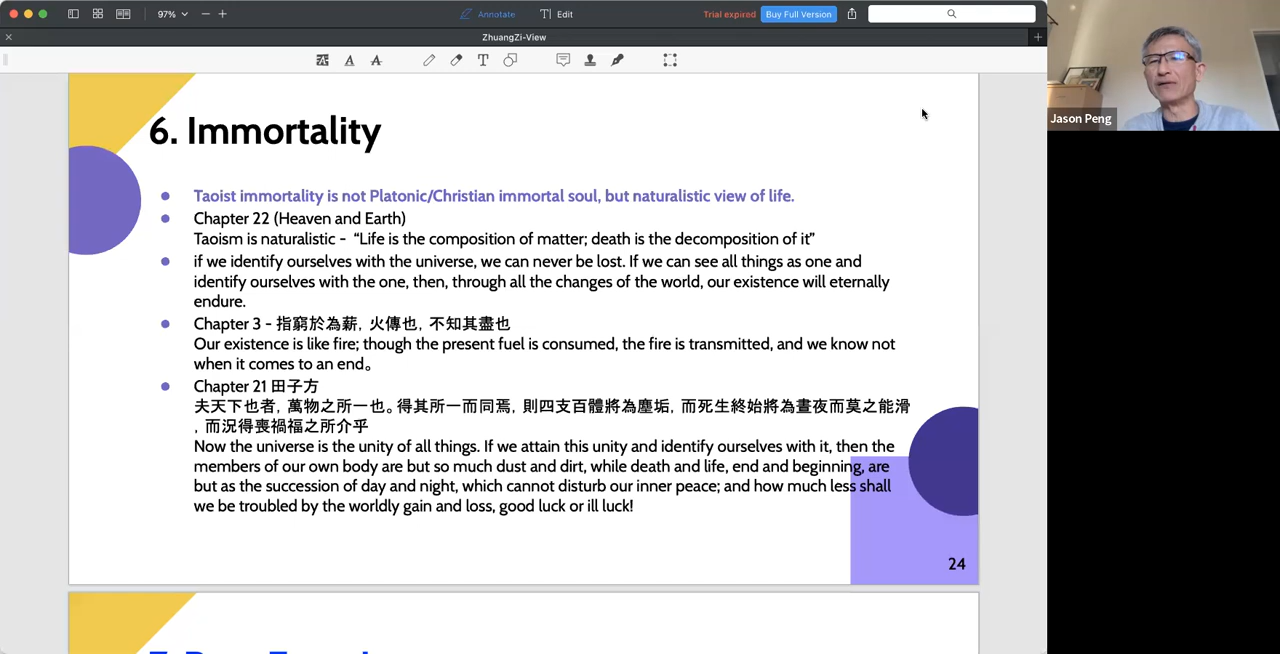 97%
Annotate
Edit
Trial expired
Buy Full Version
ZhuangZi-View
Jason Peng
6. Immortality
Taoist immortality is not Platonic/Christian immortal soul, but naturalistic view of life.
Chapter 22 (Heaven and Earth)
Taoism is naturalistic - “Life is the composition of matter; death is the decomposition of it”
if we identify ourselves with the universe, we can never be lost. If we can see all things as one and
identify ourselves with the one, then, through all the changes of the world, our existence will eternally
endure.
Chapter 3 - 指窮於為薪，火傳也，不知其盡也
Our existence is like fire; though the present fuel is consumed, the fire is transmitted, and we know not
when it comes to an end。
Chapter 21 田子方
夫天下也者，萬物之所一也。得其所一而同焉，則四支百體將為塵垢，而死生終始將為晝夜而莫之能滑
，而況得喪禍福之所介乎
Now the universe is the unity of all things. If we attain this unity and identify ourselves with it, then the
members of our own body are but so much dust and dirt, while death and life, end and beginning, are
but as the succession of day and night, which cannot disturb our inner peace; and how much less shall
we be troubled by the worldly gain and loss, good luck or ill luck!
24